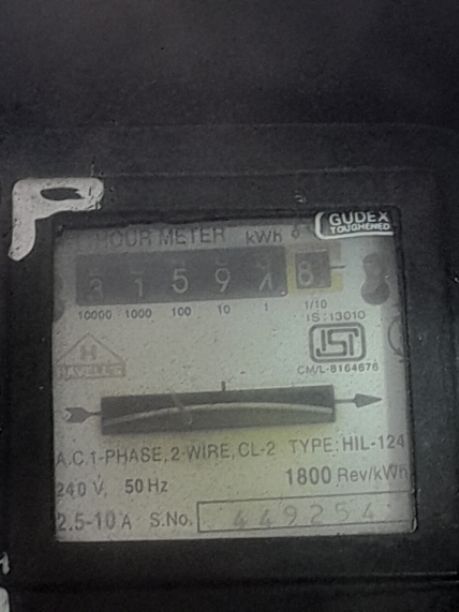 P
GUDEX
TOUGHENED
HOUR METER kWh
3 1 5 9 8
10000 1000 100 10 1 1/10
IS:13010
ISI
CM/L-8164676
H
HAVELL'S
A.C.1-PHASE, 2 WIRE, CL-2 TYPE: HIL-124
240 V, 50 Hz 1800 Rev/kWh
2.5-10 A S.No. 449254